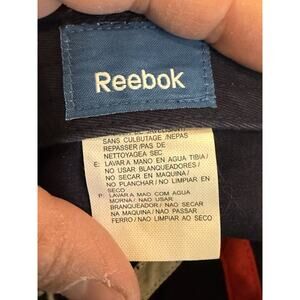 Reebok
SANS CULBUTAGE /NEPAS
REPASSER /PAS DE
NETTOYAGEA SEC
E: LAVAR A MANO EN AGUA TIBIA /
NO USAR BLANQUEADORES /
NO SECAR EN MAQUINA /
NO PLANCHAR / NO LIMPIAR EN
SECO
P: LAVAR A MAO. COM AGUA
MORNA / NAO USAR
BRANQUEADOR / NAO SECAR
NA MAQUINA / NAO PASSAR
FERRO / NAO LIMPAR AO SECO